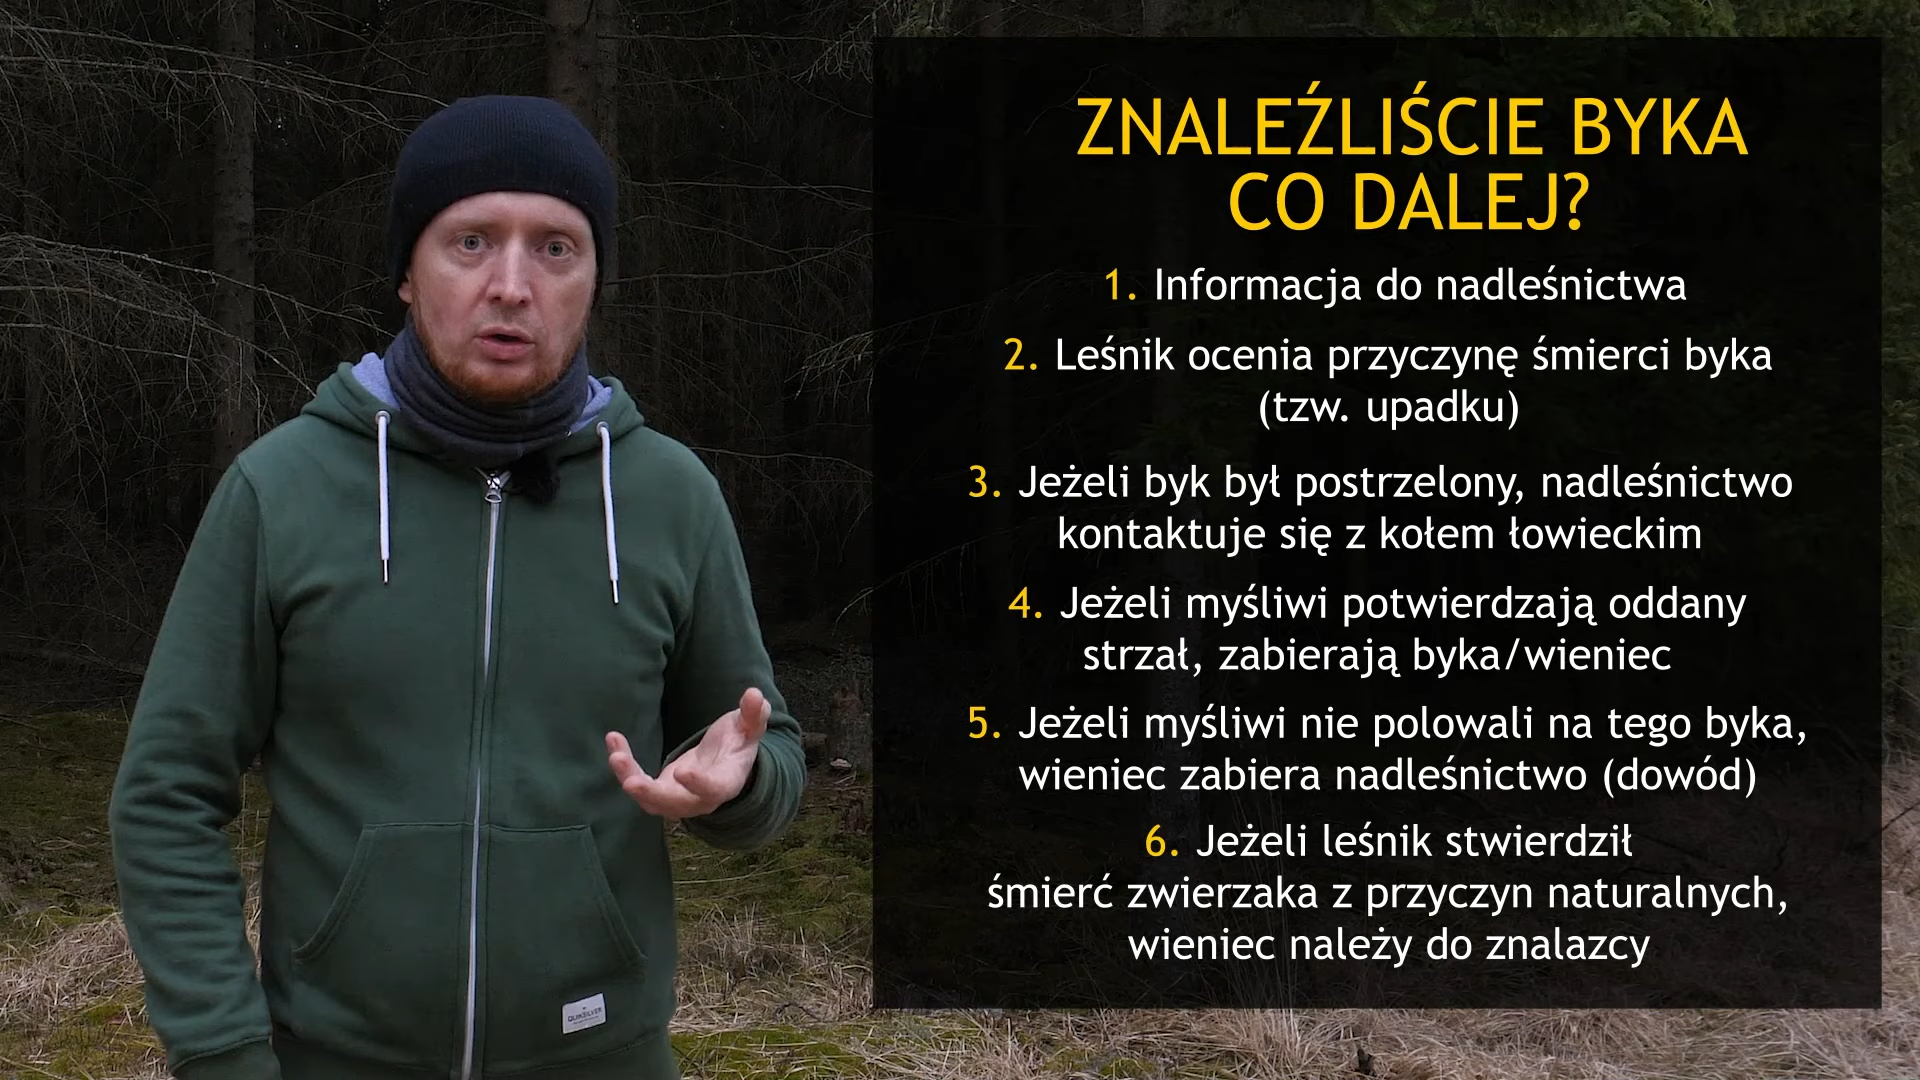 ZNALEŹLIŚCIE BYKA
CO DALEJ?
1. Informacja do nadleśnictwa
2. Leśnik ocenia przyczynę śmierci byka
(tzw. upadku)
3. Jeżeli byk był postrzelony, nadleśnictwo
kontaktuje się z kołem łowieckim
4. Jeżeli myśliwi potwierdzają oddany
strzał, zabierają byka/wieniec
5. Jeżeli myśliwi nie polowali na tego byka,
wieniec zabiera nadleśnictwo (dowód)
6. Jeżeli leśnik stwierdził
śmierć zwierzaka z przyczyn naturalnych,
wieniec należy do znalazcy
QUIKSILVER